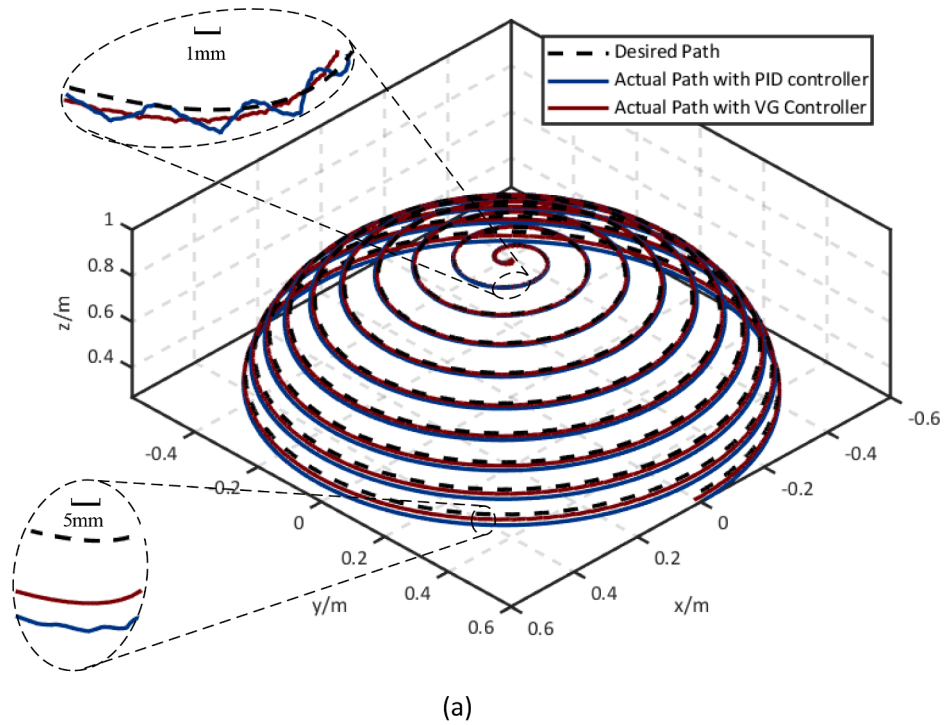 1mm
Desired Path
Actual Path with PID controller
Actual Path with VG Controller
1
0.8
0.6
0.4
z/m
-0.4
-0.2
0
0.2
0.4
0.6
y/m
0.6
0.4
0.2
0
-0.2
-0.4
-0.6
x/m
5mm
(a)